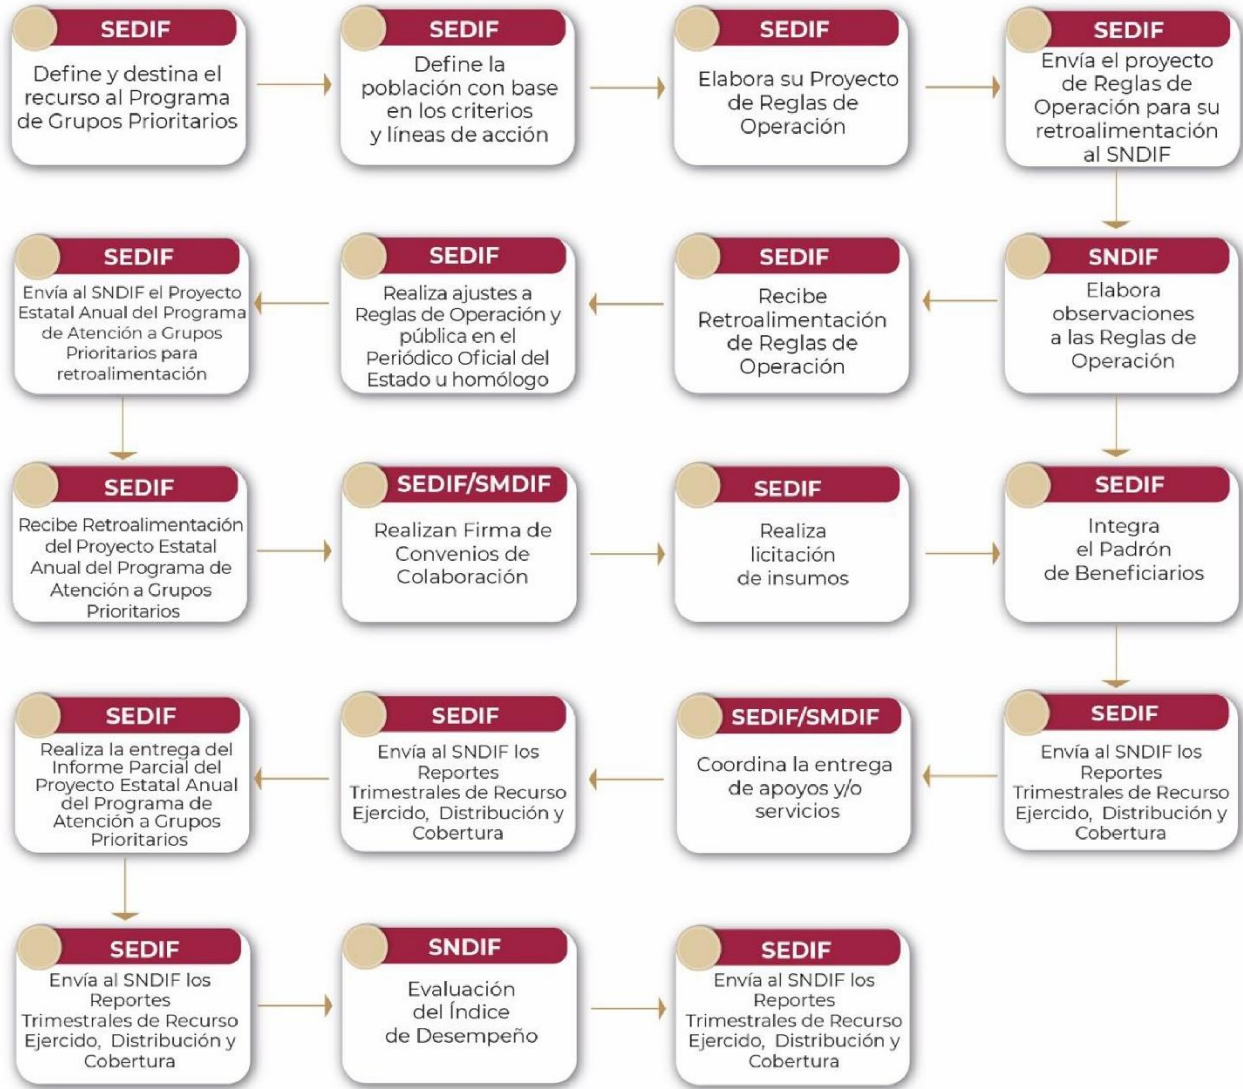 SEDIF
Define y destina el
recurso al Programa
de Grupos Prioritarios
SEDIF
Define la
población con base
en los criterios
y líneas de acción
SEDIF
Elabora su Proyecto
de Reglas de
Operación
SEDIF
Envía el proyecto
de Reglas de
Operación para su
retroalimentación
al SNDIF
SNDIF
Elabora
observaciones
a las Reglas de
Operación
SEDIF
Recibe
Retroalimentación
de Reglas de
Operación
SEDIF
Realiza ajustes a
Reglas de Operación y
pública en el
Periódico Oficial del
Estado u homólogo
SEDIF
Envía al SNDIF el Proyecto
Estatal Anual del Programa
de Atención a Grupos
Prioritarios para
retroalimentación
SEDIF
Recibe Retroalimentación
del Proyecto Estatal
Anual del Programa de
Atención a Grupos
Prioritarios
SEDIF/SMDIF
Realizan Firma de
Convenios de
Colaboración
SEDIF
Realiza
licitación
de insumos
SEDIF
Integra
el Padrón
de Beneficiarios
SEDIF
Envía al SNDIF los
Reportes
Trimestrales de Recurso
Ejercido, Distribución y
Cobertura
SEDIF/SMDIF
Coordina la entrega
de apoyos y/o
servicios
SEDIF
Envía al SNDIF los
Reportes
Trimestrales de Recurso
Ejercido, Distribución y
Cobertura
SEDIF
Realiza la entrega del
Informe Parcial del
Proyecto Estatal Anual
del Programa de
Atención a Grupos
Prioritarios
SEDIF
Envía al SNDIF los
Reportes
Trimestrales de Recurso
Ejercido, Distribución y
Cobertura
SNDIF
Evaluación
del Índice
de Desempeño
SEDIF
Envía al SNDIF los
Reportes
Trimestrales de Recurso
Ejercido, Distribución y
Cobertura